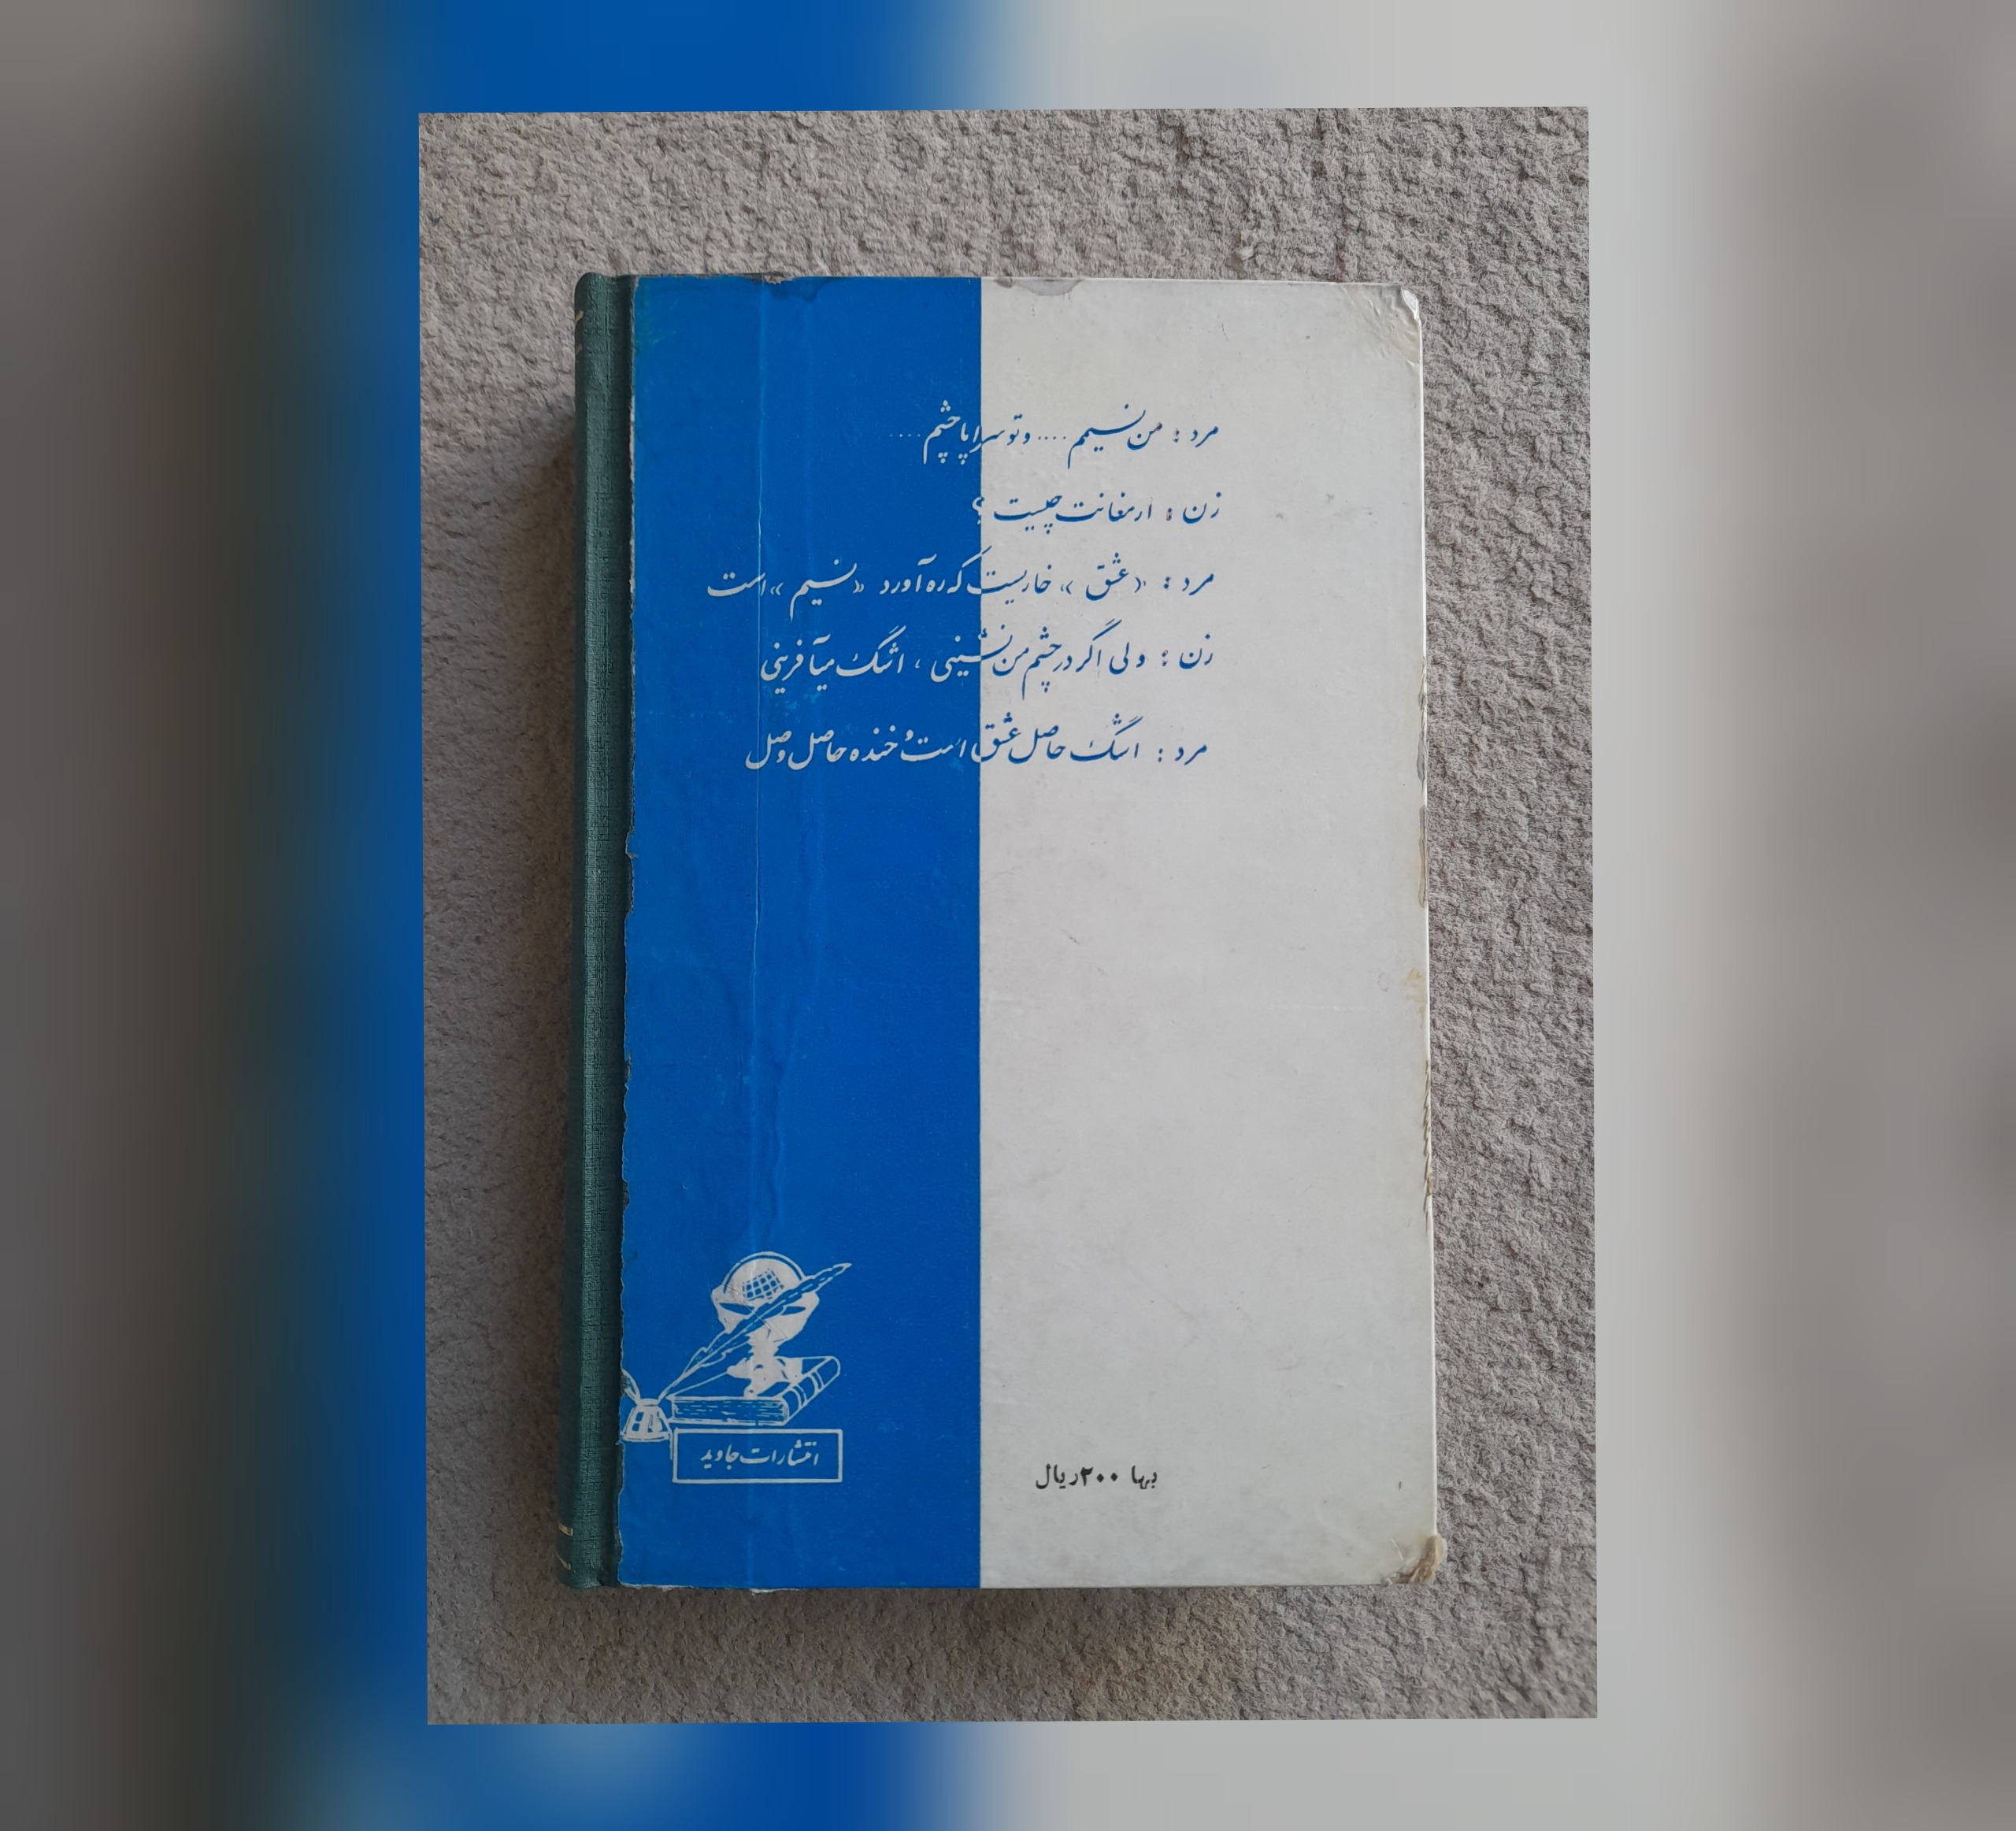 مرد : من نسیمم .... و تو سراپا چشم ....
زن : ارمغانت چیست ؟
مرد : «عشق» خاریست که ره آورد «نسیم» است
زن : ولی اگر در چشم من نشینی ، اشک میآفرینی
مرد : اشک حاصل عشق است و خنده حاصل وصل
انتشارات جاوید
بها ۲۰۰ ریال